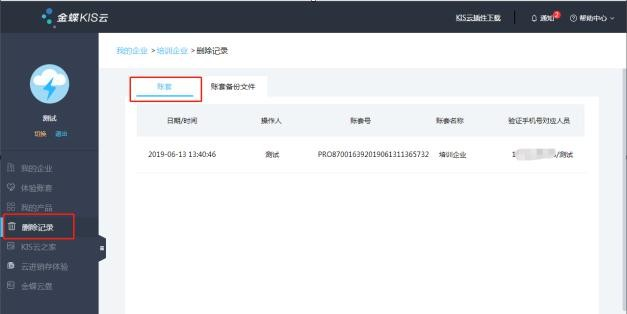 金蝶KIS云
KIS云插件下载
通知 2
帮助中心
我的企业 >培训企业 >删除记录
测试
切换 退出
我的企业
体验账套
我的产品
删除记录
KIS云之家
云进销存体验
金蝶云盘
账套 账套备份文件
日期/时间 操作人 账套号 账套名称 验证手机号对应人员
2019-06-13 13:40:46 测试 PRO870016392019061311365732 培训企业 1 /测试